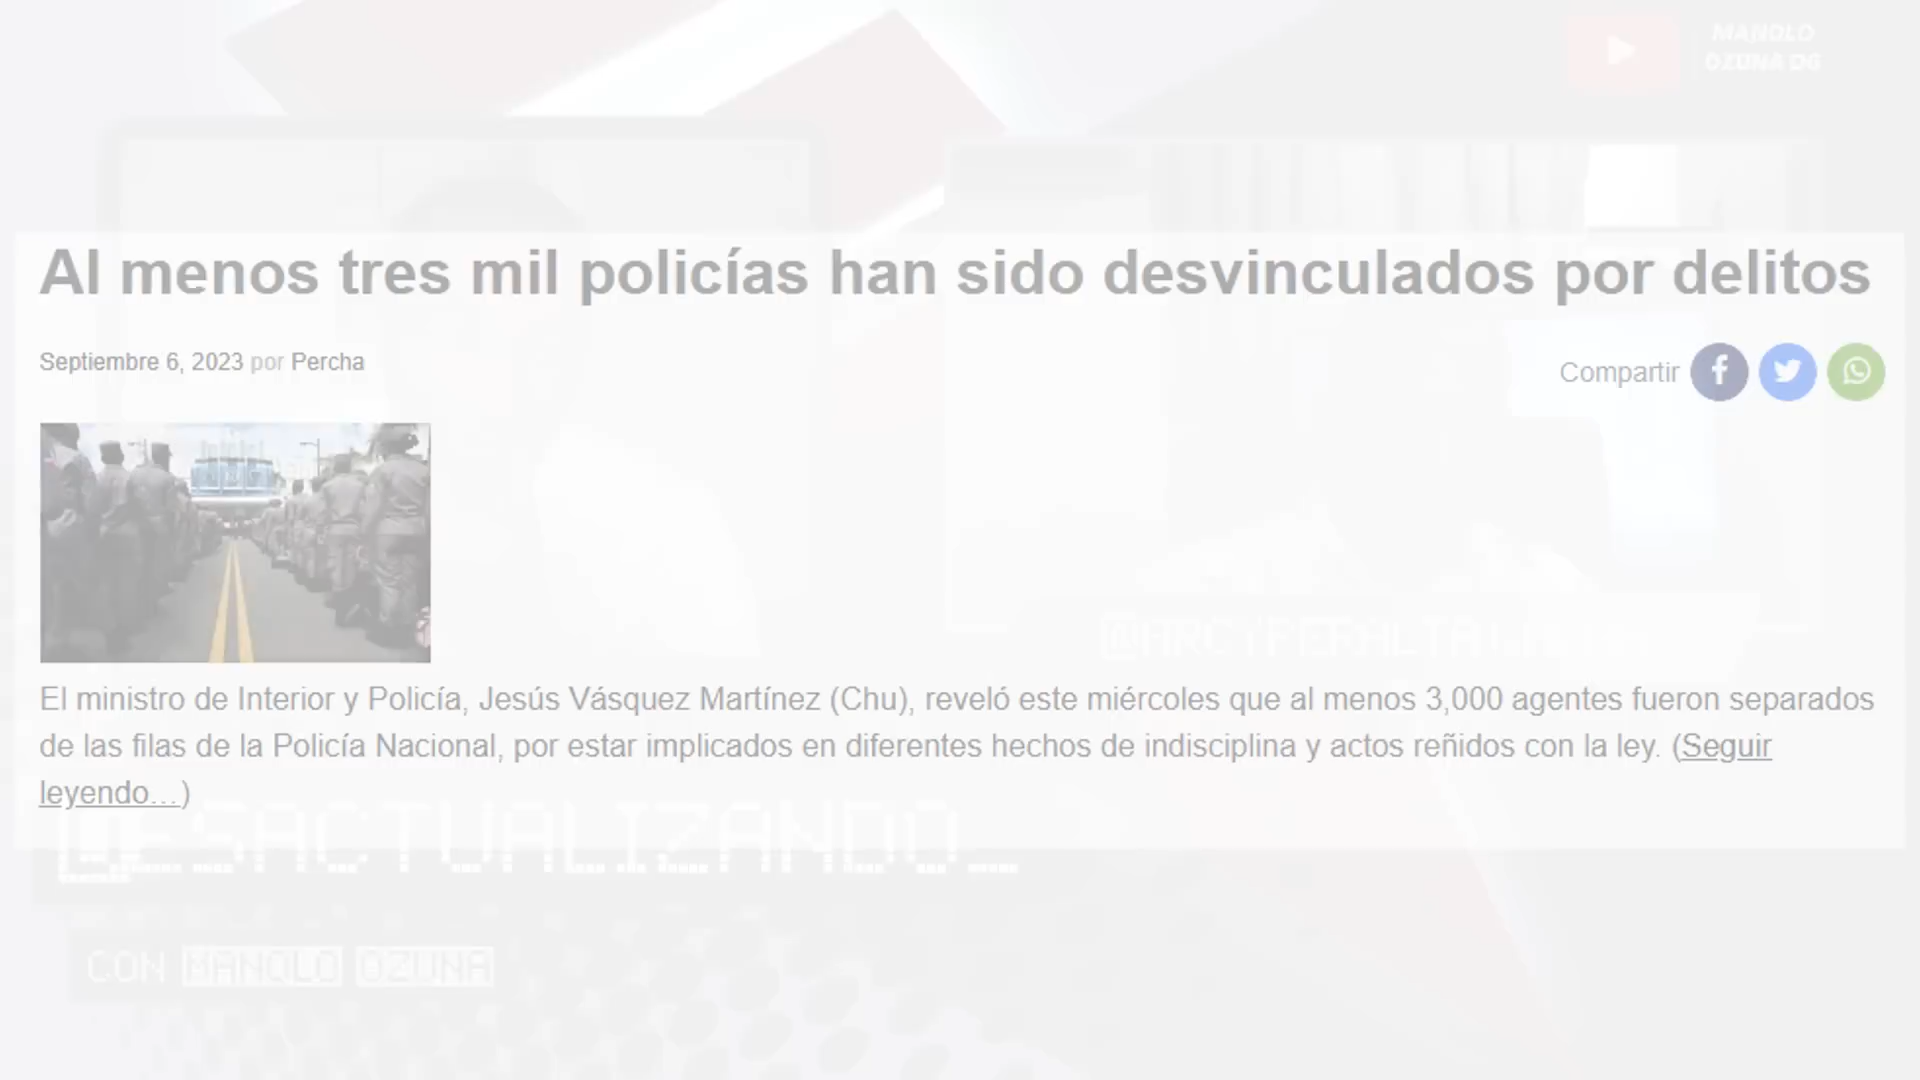 MANOLO
OZUNA DG
Al menos tres mil policías han sido desvinculados por delitos
Septiembre 6, 2023 por Percha
Compartir
El ministro de Interior y Policía, Jesús Vásquez Martínez (Chu), reveló este miércoles que al menos 3,000 agentes fueron separados
de las filas de la Policía Nacional, por estar implicados en diferentes hechos de indisciplina y actos reñidos con la ley. (Seguir
leyendo…)
DESACTUALIZANDO_
CON MANOLO OZUNA